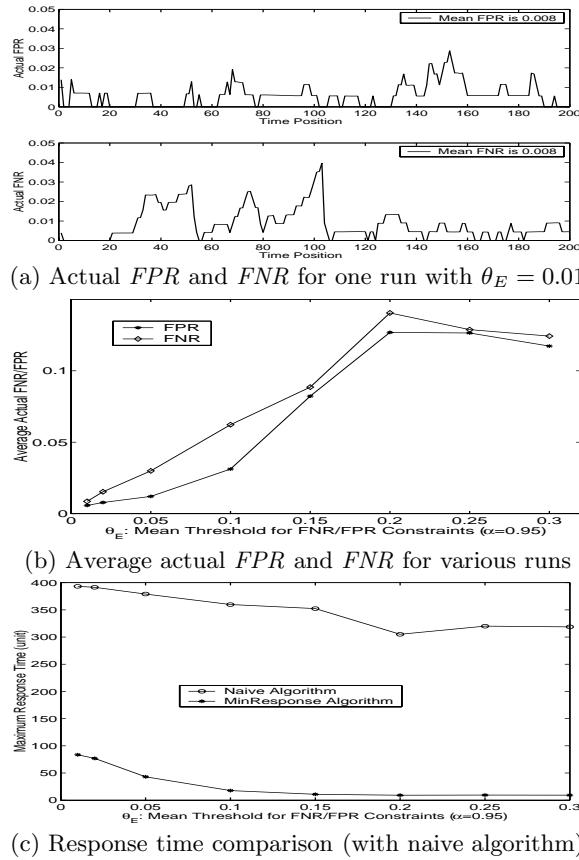 0.05
0.04
0.03
0.02
0.01
0
Actual FPR
Mean FPR is 0.008
0 20 40 60 80 100 120 140 160 180 200
Time Position
0.05
0.04
0.03
0.02
0.01
0
Actual FNR
Mean FNR is 0.008
0 20 40 60 80 100 120 140 160 180 200
Time Position
(a) Actual FPR and FNR for one run with θE = 0.01
FPR
FNR
0.1
0.05
0
Average Actual FNR/FPR
0 0.05 0.1 0.15 0.2 0.25 0.3
θE: Mean Threshold for FNR/FPR Constraints (α=0.95)
(b) Average actual FPR and FNR for various runs
400
350
300
250
200
150
100
50
0
Maximum Response Time (unit)
Naive Algorithm
MinResponse Algorithm
0 0.05 0.1 0.15 0.2 0.25 0.3
θE: Mean Threshold for FNR/FPR Constraints (α=0.95)
(c) Response time comparison (with naive algorithm)